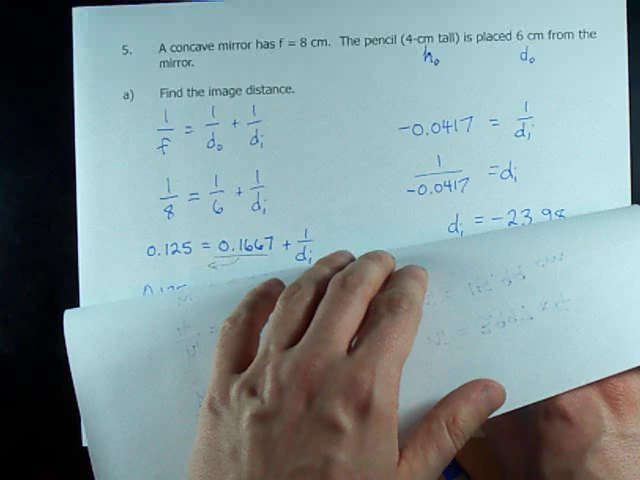 5. A concave mirror has f = 8 cm. The pencil (4-cm tall) is placed 6 cm from the
mirror.
hₒ dₒ
a) Find the image distance.
1/f = 1/dₒ + 1/dᵢ
1/8 = 1/6 + 1/dᵢ
0.125 = 0.1667 + 1/dᵢ
-0.0417 = 1/dᵢ
1/-0.0417 = dᵢ
dᵢ = -23.98